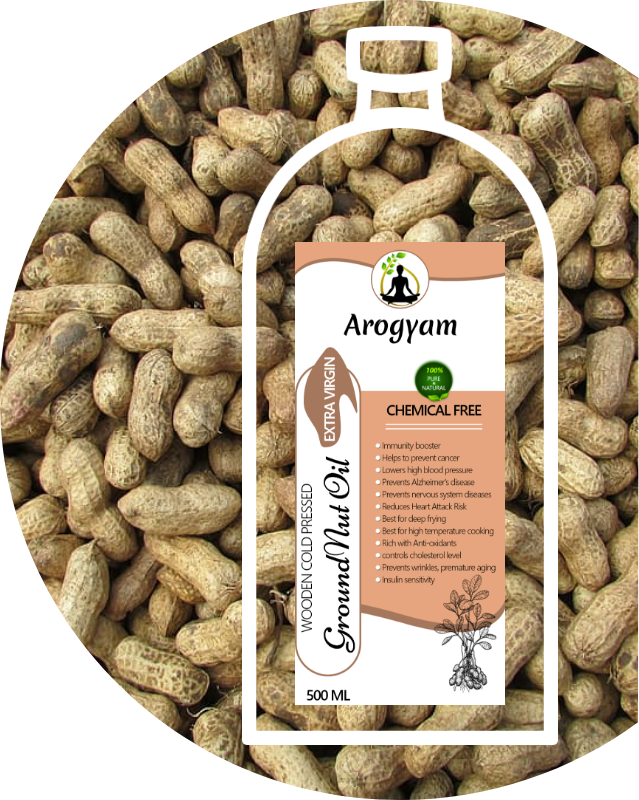 Arogyam
100%
PURE
&
NATURAL
CHEMICAL FREE
Immunity booster
Helps to prevent cancer
Lowers high blood pressure
Prevents Alzheimer's disease
Prevents nervous system diseases
Reduces Heart Attack Risk
Best for deep frying
Best for high temperature cooking
Rich with Anti-oxidants
controls cholesterol level
Prevents wrinkles, premature aging
Insulin sensitivity
EXTRA VIRGIN
WOODEN COLD PRESSED
GroundNut Oil
500 ML